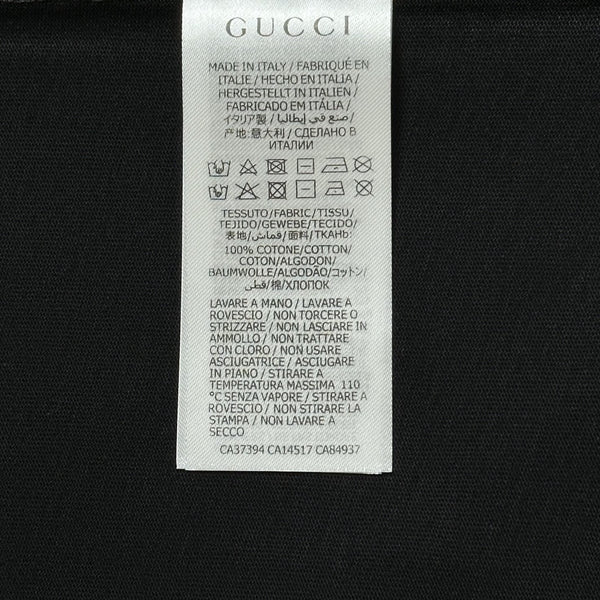 GUCCI
MADE IN ITALY / FABRIQUÉ EN
ITALIE / HECHO EN ITALIA /
HERGESTELLT IN ITALIEN /
FABRICADO EM ITÁLIA /
イタリア製 / صنع في إيطاليا /
产地:意大利 / СДЕЛАНО В
ИТАЛИИ
TESSUTO/FABRIC/TISSU/
TEJIDO/GEWEBE/TECIDO/
表地/قماش/面料/ТКАНЬ:
100% COTONE/COTTON/
COTON/ALGODON/
BAUMWOLLE/ALGODÃO/コットン/
قطن/棉/ХЛОПОК
LAVARE A MANO / LAVARE A
ROVESCIO / NON TORCERE O
STRIZZARE / NON LASCIARE IN
AMMOLLO / NON TRATTARE
CON CLORO / NON USARE
ASCIUGATRICE / ASCIUGARE
IN PIANO / STIRARE A
TEMPERATURA MASSIMA 110
°C SENZA VAPORE / STIRARE A
ROVESCIO / NON STIRARE LA
STAMPA / NON LAVARE A
SECCO
CA37394 CA14517 CA84937